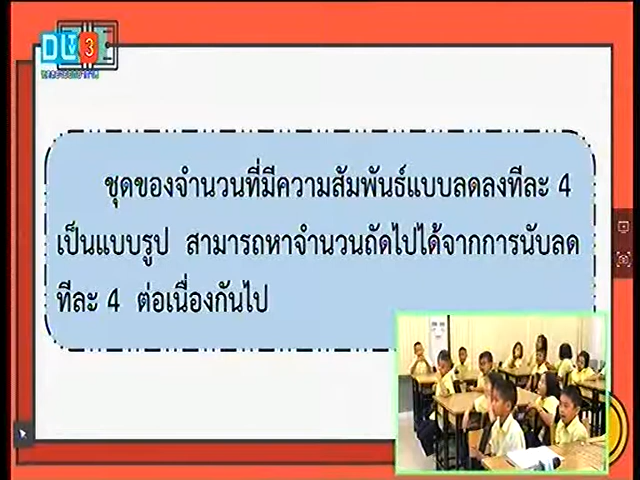 DLTV 3
ชุดของจำนวนที่มีความสัมพันธ์แบบลดลงทีละ 4
เป็นแบบรูป สามารถหาจำนวนถัดไปได้จากการนับลด
ทีละ 4 ต่อเนื่องกันไป